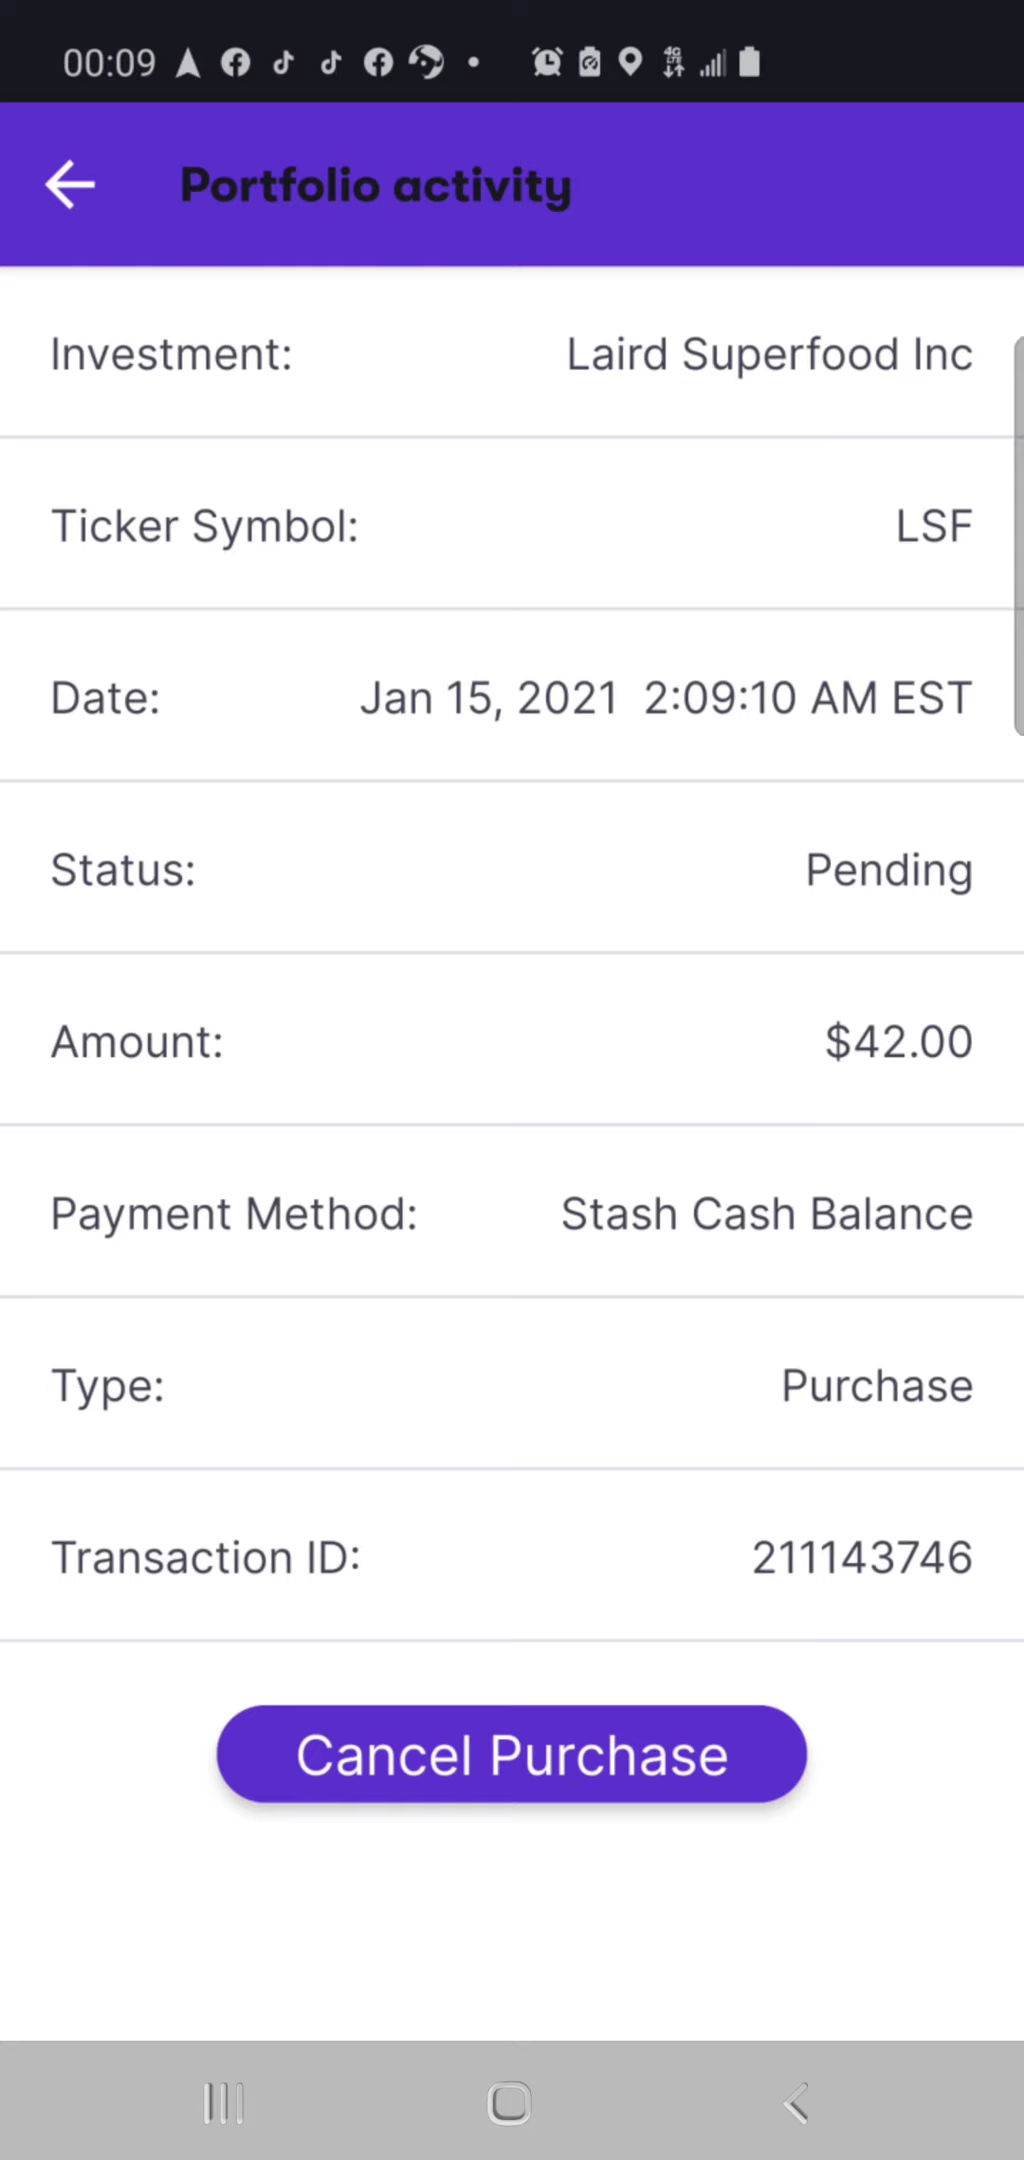 00:09
Portfolio activity
Investment: Laird Superfood Inc
Ticker Symbol: LSF
Date: Jan 15, 2021 2:09:10 AM EST
Status: Pending
Amount: $42.00
Payment Method: Stash Cash Balance
Type: Purchase
Transaction ID: 211143746
Cancel Purchase